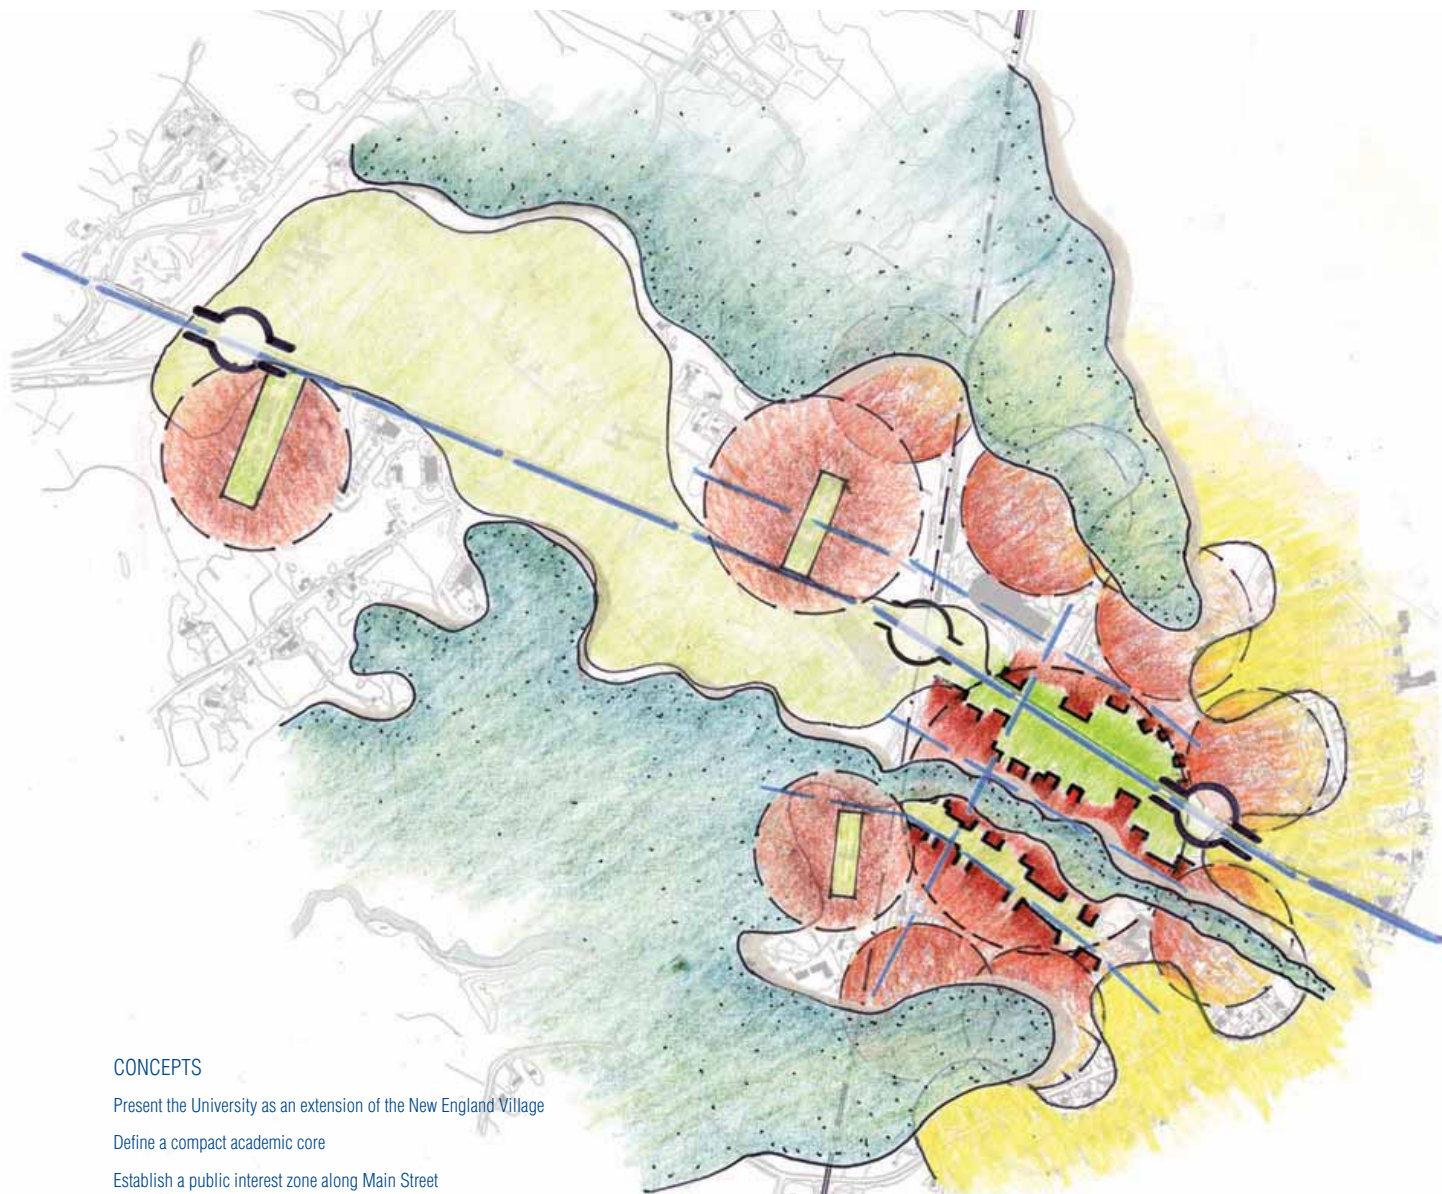 CONCEPTS
Present the University as an extension of the New England Village
Define a compact academic core
Establish a public interest zone along Main Street